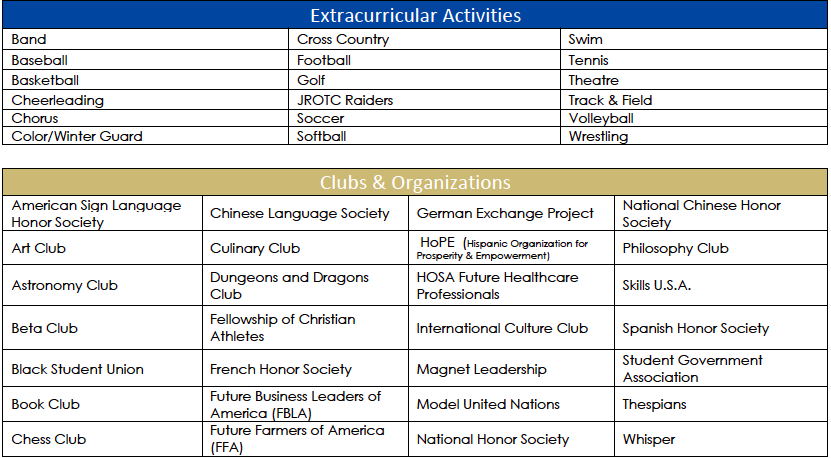 Extracurricular Activities
Band Cross Country Swim
Baseball Football Tennis
Basketball Golf Theatre
Cheerleading JROTC Raiders Track & Field
Chorus Soccer Volleyball
Color/Winter Guard Softball Wrestling
Clubs & Organizations
American Sign Language
Honor Society
Chinese Language Society
German Exchange Project
National Chinese Honor
Society
Art Club
Culinary Club
HoPE (Hispanic Organization for
Prosperity & Empowerment)
Philosophy Club
Astronomy Club
Dungeons and Dragons
Club
HOSA Future Healthcare
Professionals
Skills U.S.A.
Beta Club
Fellowship of Christian
Athletes
International Culture Club
Spanish Honor Society
Black Student Union
French Honor Society
Magnet Leadership
Student Government
Association
Book Club
Future Business Leaders of
America (FBLA)
Model United Nations
Thespians
Chess Club
Future Farmers of America
(FFA)
National Honor Society
Whisper